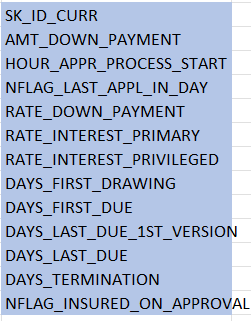 SK_ID_CURR
AMT_DOWN_PAYMENT
HOUR_APPR_PROCESS_START
NFLAG_LAST_APPL_IN_DAY
RATE_DOWN_PAYMENT
RATE_INTEREST_PRIMARY
RATE_INTEREST_PRIVILEGED
DAYS_FIRST_DRAWING
DAYS_FIRST_DUE
DAYS_LAST_DUE_1ST_VERSION
DAYS_LAST_DUE
DAYS_TERMINATION
NFLAG_INSURED_ON_APPROVAL